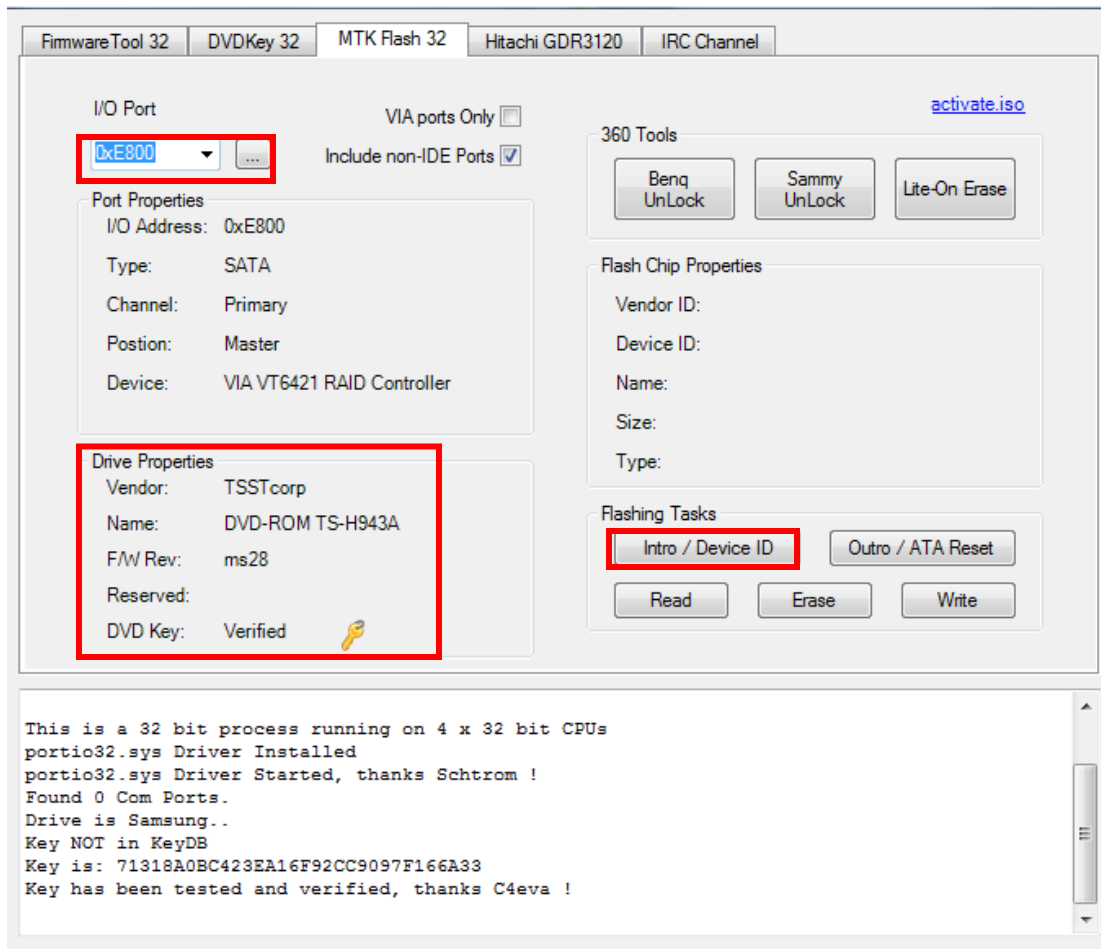 FirmwareTool 32
DVDKey 32
MTK Flash 32
Hitachi GDR3120
IRC Channel
I/O Port
VIA ports Only
activate.iso
0xE800
...
Include non-IDE Ports
Port Properties
I/O Address: 0xE800
Type: SATA
Channel: Primary
Postion: Master
Device: VIA VT6421 RAID Controller
Drive Properties
Vendor: TSSTcorp
Name: DVD-ROM TS-H943A
F/W Rev: ms28
Reserved:
DVD Key: Verified
360 Tools
Benq
UnLock
Sammy
UnLock
Lite-On Erase
Flash Chip Properties
Vendor ID:
Device ID:
Name:
Size:
Type:
Flashing Tasks
Intro / Device ID
Outro / ATA Reset
Read
Erase
Write
This is a 32 bit process running on 4 x 32 bit CPUs
portio32.sys Driver Installed
portio32.sys Driver Started, thanks Schtrom !
Found 0 Com Ports.
Drive is Samsung..
Key NOT in KeyDB
Key is: 71318A0BC423EA16F92CC9097F166A33
Key has been tested and verified, thanks C4eva !